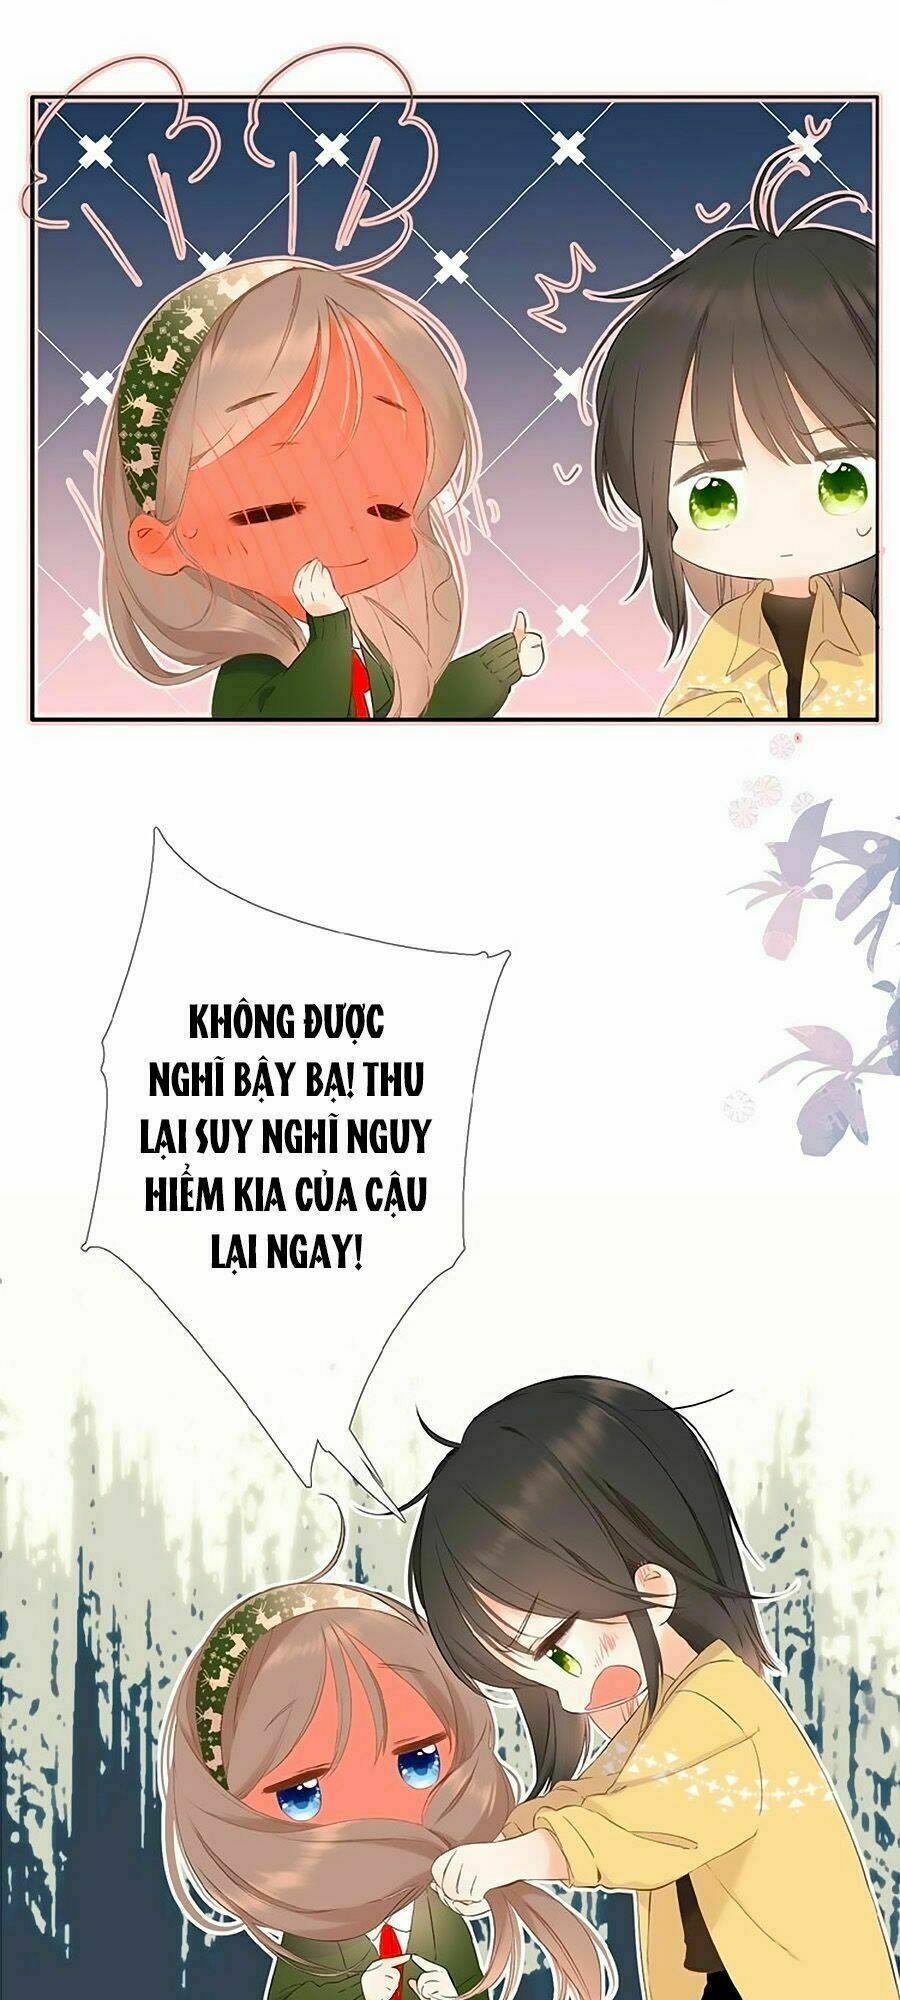 KHÔNG ĐƯỢC
NGHĨ BẬY BẠ! THU
LẠI SUY NGHĨ NGUY
HIỂM KIA CỦA CẬU
LẠI NGAY!